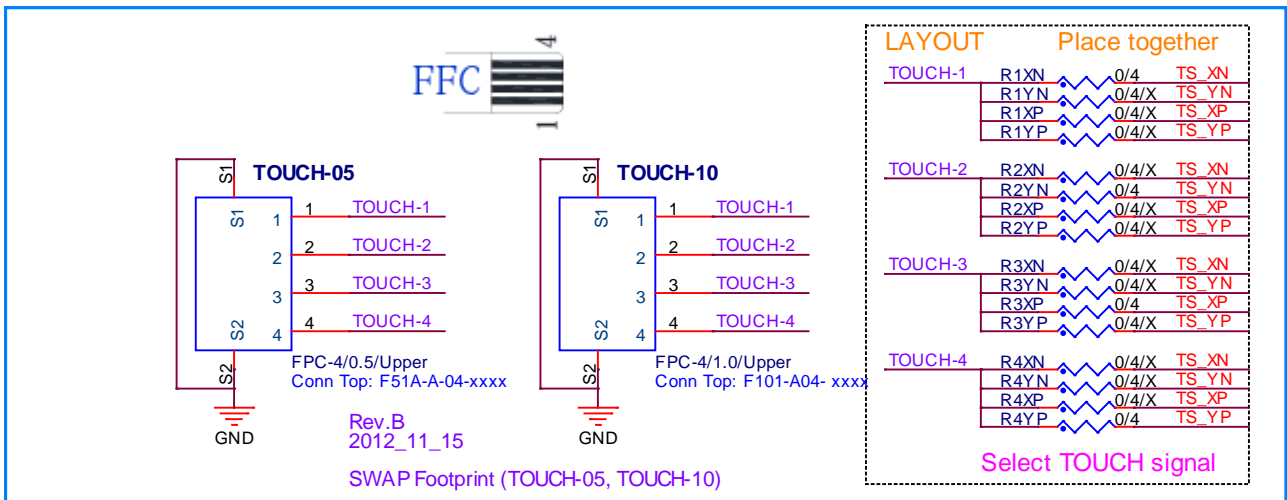 FFC
4
1
TOUCH-05
S1
S1
1 1 TOUCH-1
2 2 TOUCH-2
3 3 TOUCH-3
S2
4 4 TOUCH-4
S2
FPC-4/0.5/Upper
Conn Top: F51A-A-04-xxxx
GND
TOUCH-10
S1
S1
1 1 TOUCH-1
2 2 TOUCH-2
3 3 TOUCH-3
S2
4 4 TOUCH-4
S2
FPC-4/1.0/Upper
Conn Top: F101-A04- xxxx
GND
Rev.B
2012_11_15
SWAP Footprint (TOUCH-05, TOUCH-10)
LAYOUT Place together
TOUCH-1 R1XN 0/4 TS_XN
R1YN 0/4/X TS_YN
R1XP 0/4/X TS_XP
R1YP 0/4/X TS_YP
TOUCH-2 R2XN 0/4/X TS_XN
R2YN 0/4 TS_YN
R2XP 0/4/X TS_XP
R2YP 0/4/X TS_YP
TOUCH-3 R3XN 0/4/X TS_XN
R3YN 0/4/X TS_YN
R3XP 0/4 TS_XP
R3YP 0/4/X TS_YP
TOUCH-4 R4XN 0/4/X TS_XN
R4YN 0/4/X TS_YN
R4XP 0/4/X TS_XP
R4YP 0/4 TS_YP
Select TOUCH signal